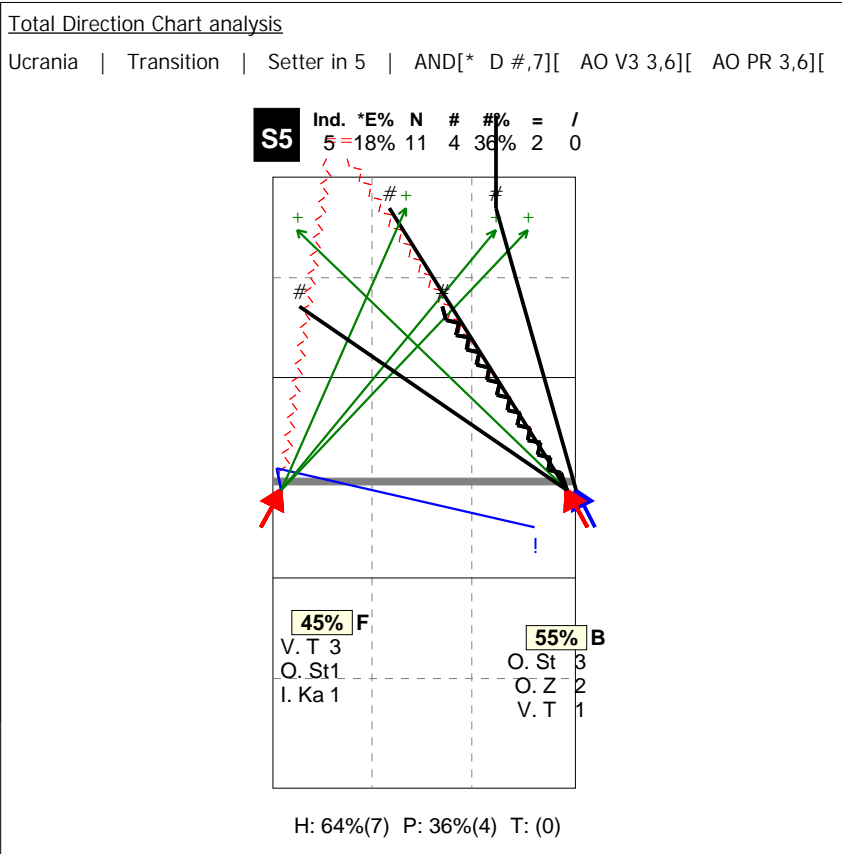 Total Direction Chart analysis
Ucrania | Transition | Setter in 5 | AND[* D #,7][ AO V3 3,6][ AO PR 3,6][
S5
Ind. *E% N # #% = /
5 18% 11 4 36% 2 0
= =
# + #
+ + +
# #
!
45% F
V. T 3
O. St1
I. Ka 1
55% B
O. St 3
O. Z 2
V. T 1
H: 64%(7) P: 36%(4) T: (0)